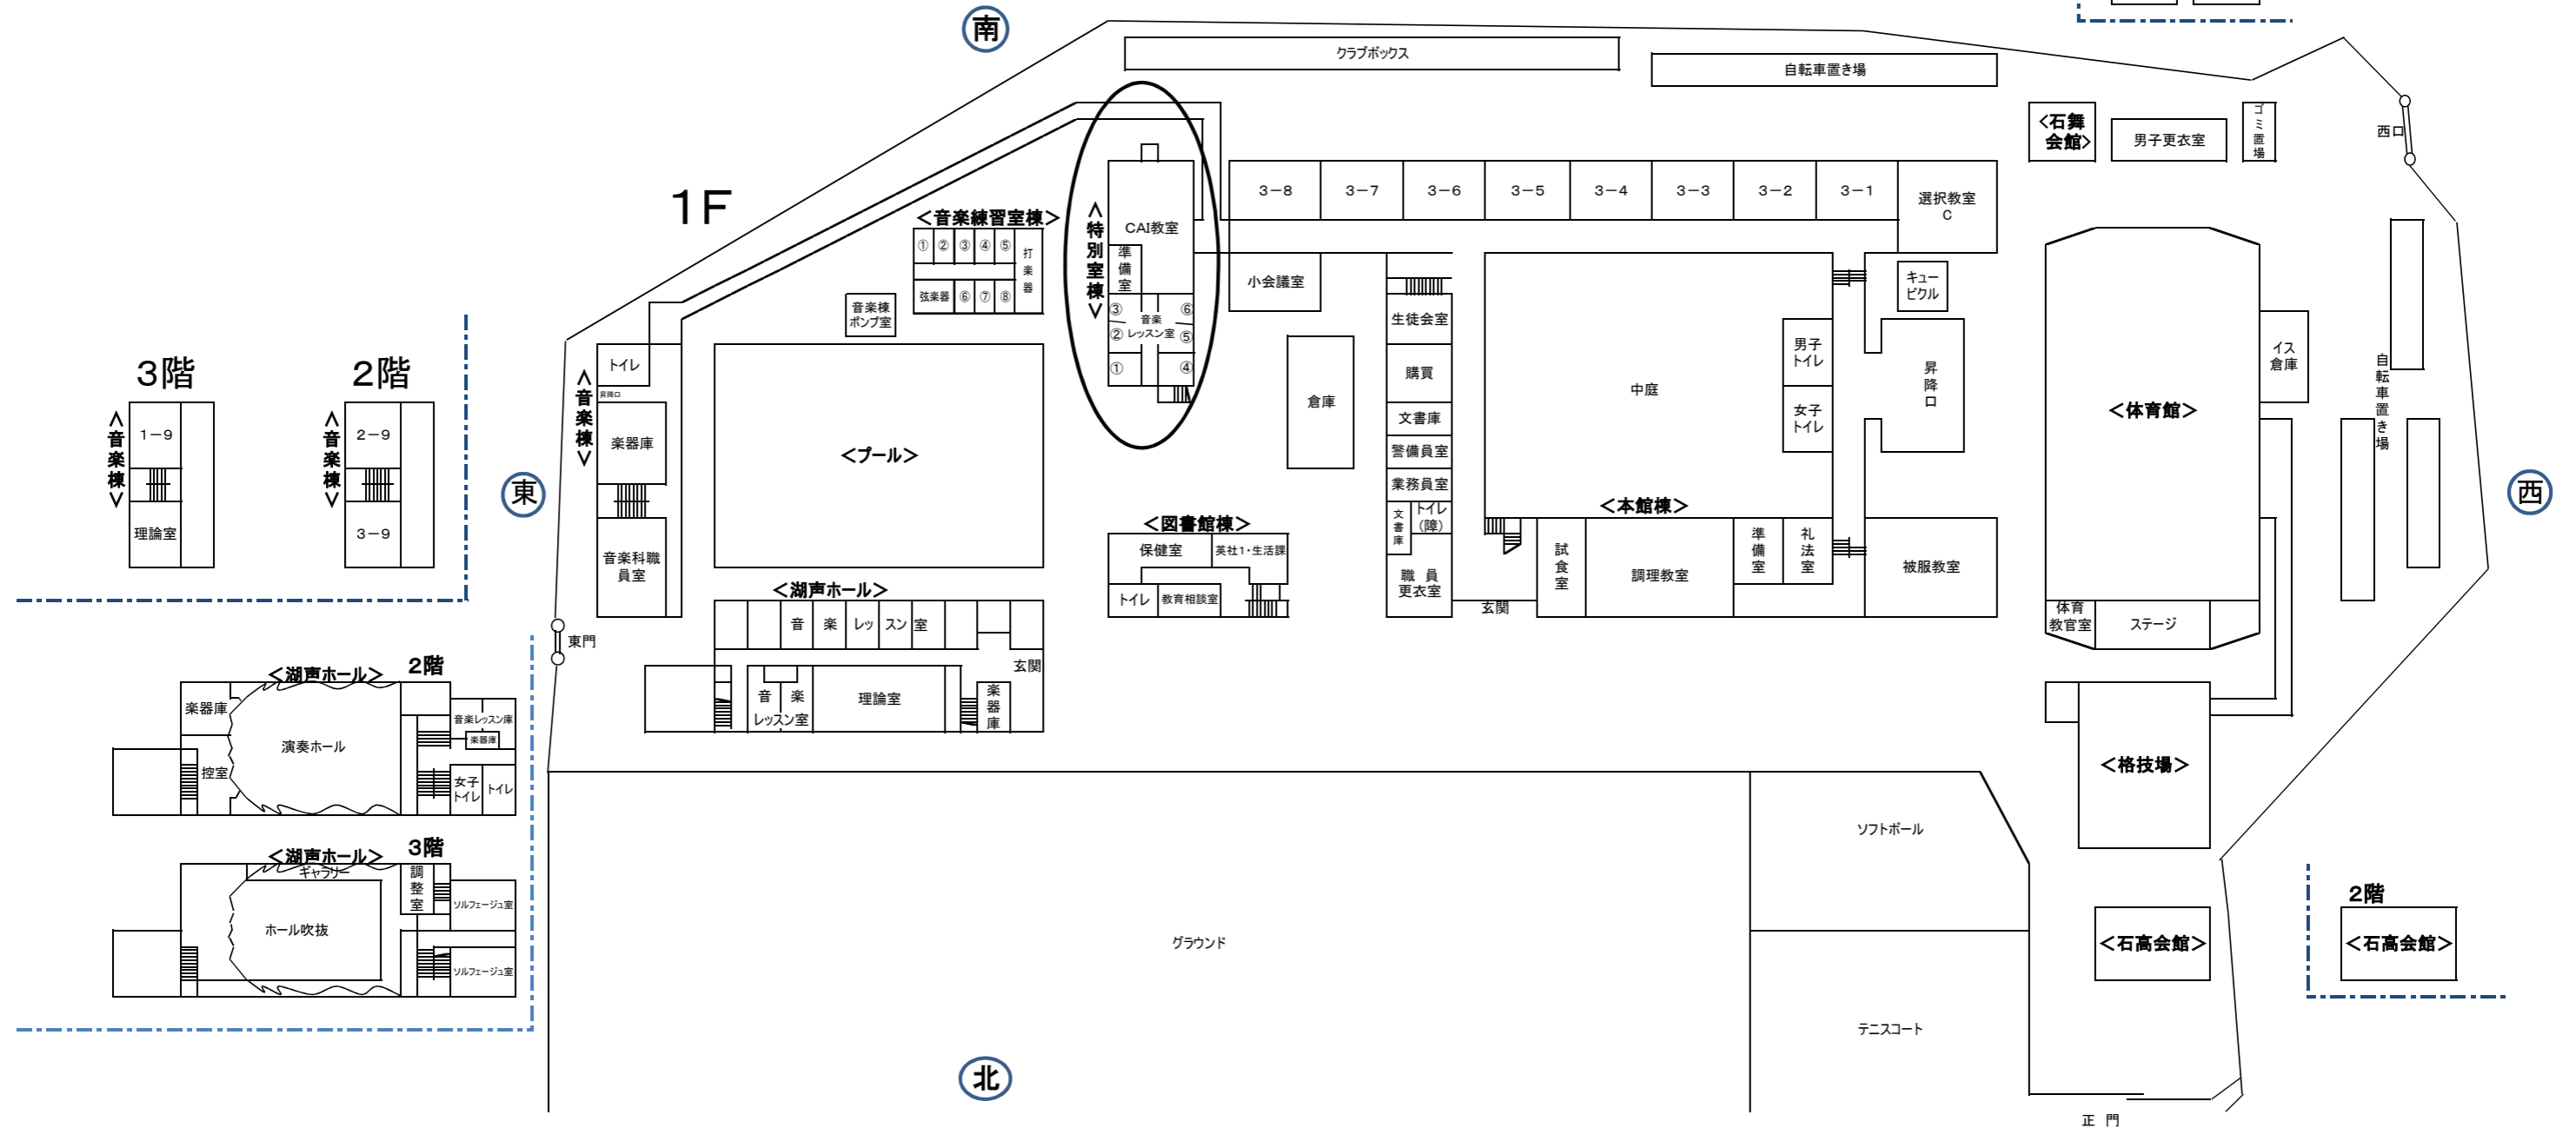 南
クラブボックス
自転車置き場
<石舞
会館>
男子更衣室
ゴミ置場
西口
1F
<音楽練習室棟>
① ② ③ ④ ⑤
打楽器
弦楽器 ⑥ ⑦ ⑧
音楽棟
ポンプ室
<特別室棟>
CAI教室
準備室
③ 音楽 ⑥
② レッスン室 ⑤
① ④
3－8 3－7 3－6 3－5 3－4 3－3 3－2 3－1
選択教室
C
小会議室
キュー
ビクル
生徒会室
購買
文書庫
警備員室
業務員室
文書庫
トイレ
(障)
職 員
更衣室
倉庫
中庭
男子
トイレ
女子
トイレ
昇降口
<本館棟>
試食室
調理教室
準備室
礼法室
被服教室
玄関
<体育館>
イス
倉庫
自転車置き場
体育
教官室
ステージ
西
東
<音楽棟>
トイレ
昇降口
楽器庫
音楽科職
員室
<プール>
<図書館棟>
保健室
英社1・生活課
トイレ
教育相談室
<湖声ホール>
音 楽 レッ スン 室
玄関
音 楽
レッスン室
理論室
楽器庫
東門
3階
<音楽棟>
1－9
理論室
2階
<音楽棟>
2－9
3－9
<湖声ホール> 2階
楽器庫
演奏ホール
控室
音楽レッスン庫
楽器庫
女子
トイレ
トイレ
<湖声ホール> 3階
ギャラリー
調整室
ホール吹抜
ソルフェージュ室
ソルフェージュ室
<格技場>
ソフトボール
グラウンド
テニスコート
<石高会館>
2階
<石高会館>
北
正 門